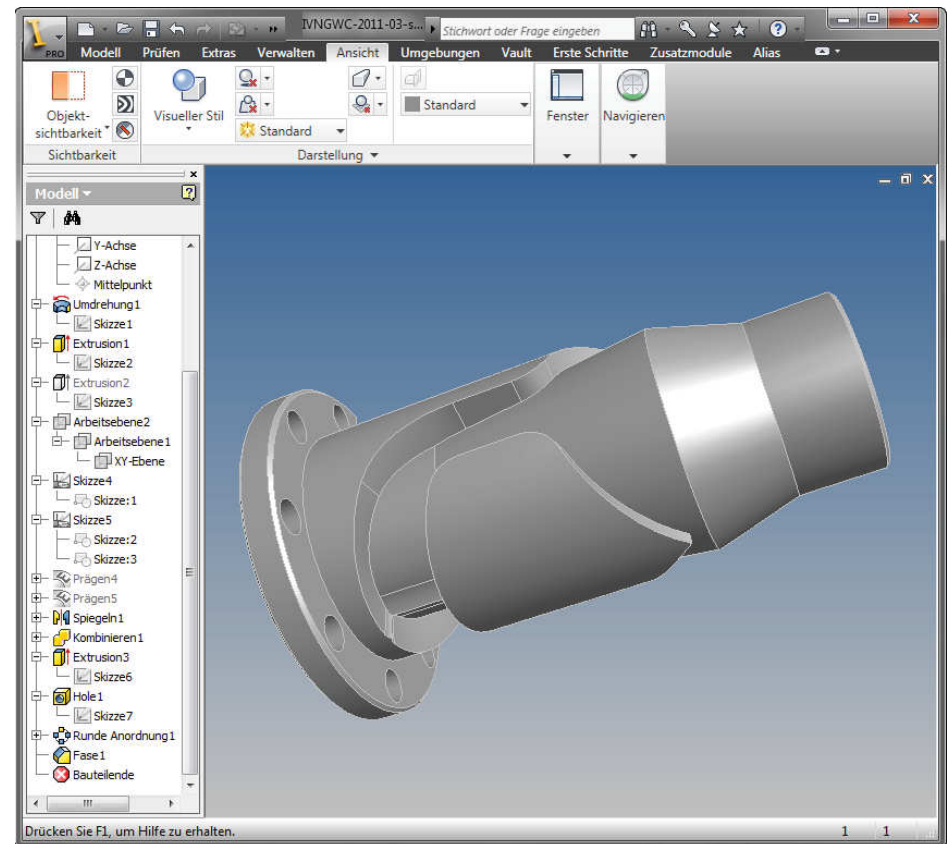 IVNGWC-2011-03-s... Stichwort oder Frage eingeben
PRO Modell Prüfen Extras Verwalten Ansicht Umgebungen Vault Erste Schritte Zusatzmodule Alias
Objekt-
sichtbarkeit
Visueller Stil
Standard
Standard
Fenster
Navigieren
Sichtbarkeit
Darstellung
Modell
Y-Achse
Z-Achse
Mittelpunkt
Umdrehung1
Skizze1
Extrusion1
Skizze2
Extrusion2
Skizze3
Arbeitsebene2
Arbeitsebene1
XY-Ebene
Skizze4
Skizze:1
Skizze5
Skizze:2
Skizze:3
Prägen4
Prägen5
Spiegeln1
Kombinieren1
Extrusion3
Skizze6
Hole1
Skizze7
Runde Anordnung1
Fase1
Bauteilende
Drücken Sie F1, um Hilfe zu erhalten. 1 1